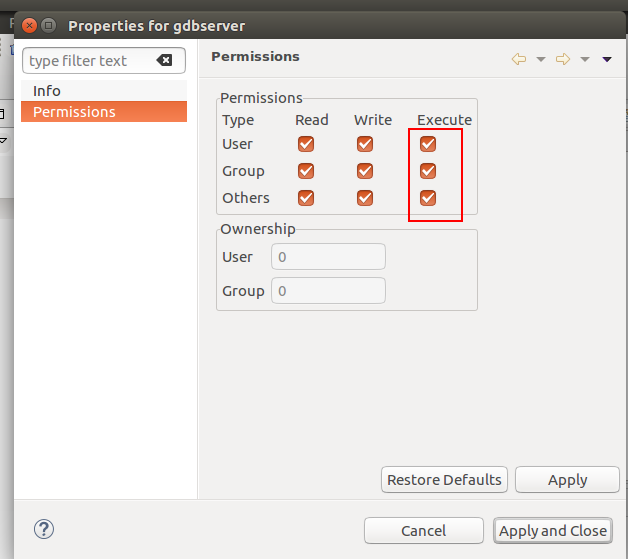 Properties for gdbserver
type filter text
Info
Permissions
Permissions
Permissions
Type Read Write Execute
User
Group
Others
Ownership
User 0
Group 0
Restore Defaults Apply
? Cancel Apply and Close